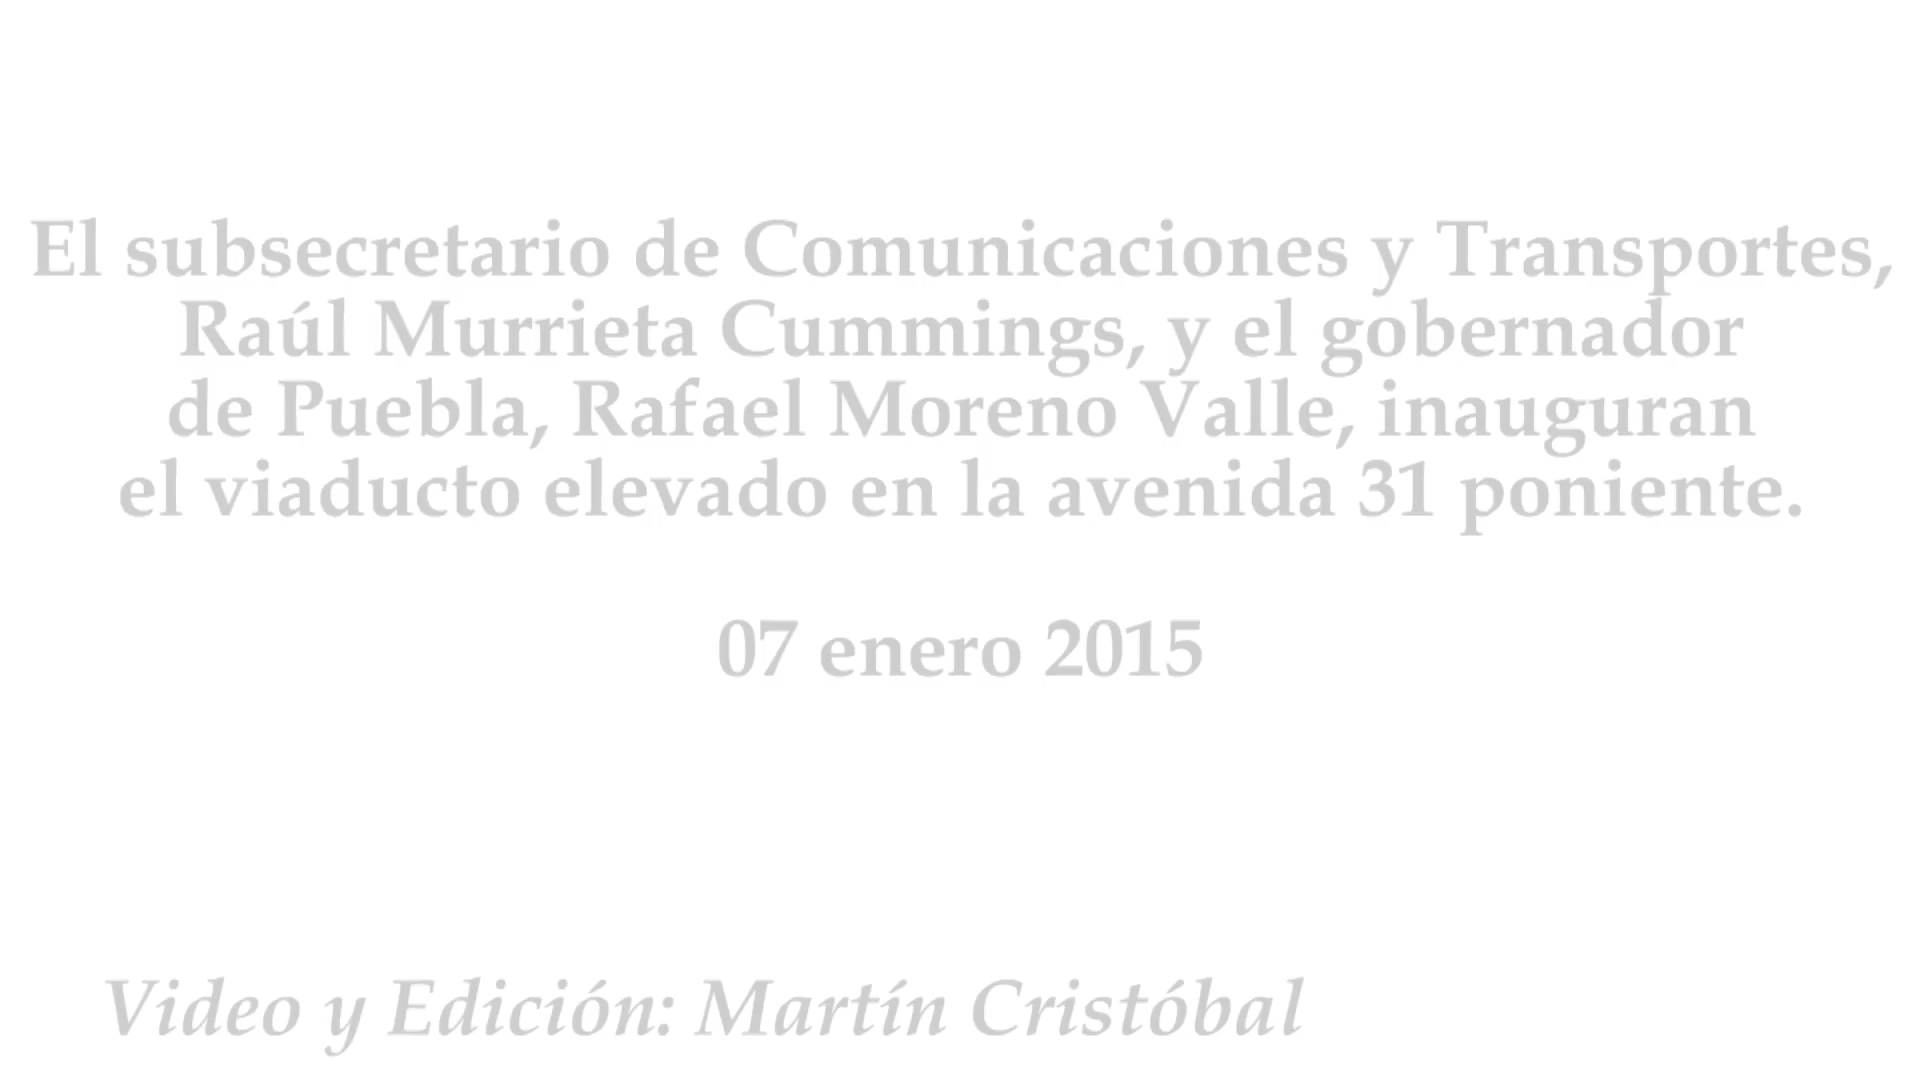 El subsecretario de Comunicaciones y Transportes,
Raúl Murrieta Cummings, y el gobernador
de Puebla, Rafael Moreno Valle, inauguran
el viaducto elevado en la avenida 31 poniente.
07 enero 2015
Video y Edición: Martín Cristóbal